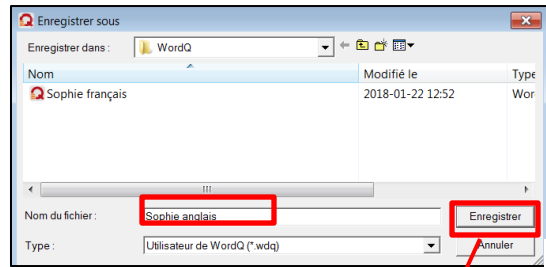 Enregistrer sous
Enregistrer dans : WordQ
Nom Modifié le Type
Sophie français 2018-01-22 12:52 Wor
Nom du fichier : Sophie anglais Enregistrer
Type : Utilisateur de WordQ (*.wdq) Annuler